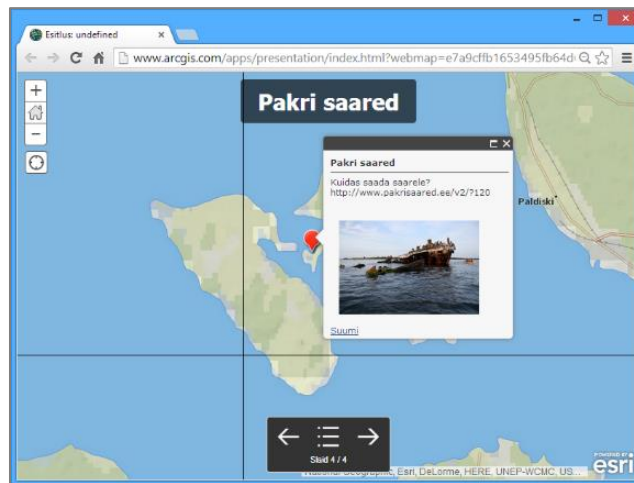 Esitlus: undefined
www.arcgis.com/apps/presentation/index.html?webmap=e7a9cffb1653495fb64d
Pakri saared
Pakri saared
Kuidas saada saarele?
http://www.pakrisaared.ee/v2/?120
Paldiski
Suumi
Slaid 4 / 4
National Geographic, Esri, DeLorme, HERE, UNEP-WCMC, US...
POWERED BY
esri